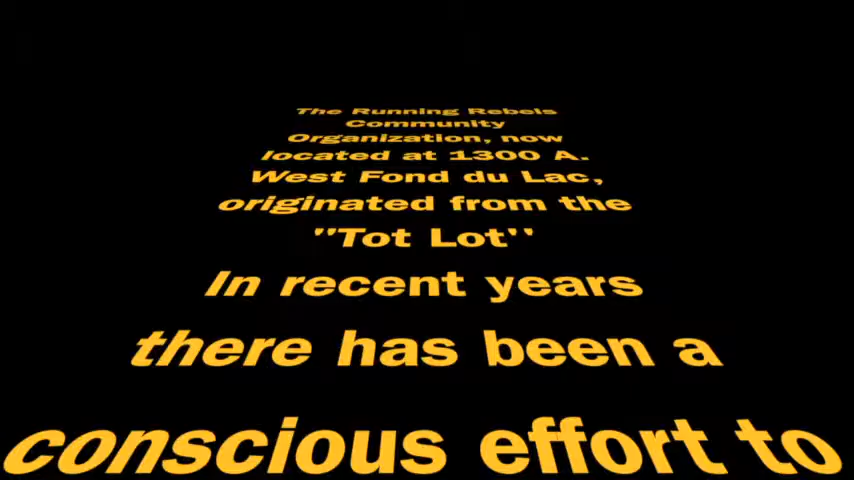 The Running Rebels
Community
Organization, now
located at 1300 A.
West Fond du Lac,
originated from the
"Tot Lot"
In recent years
there has been a
conscious effort to